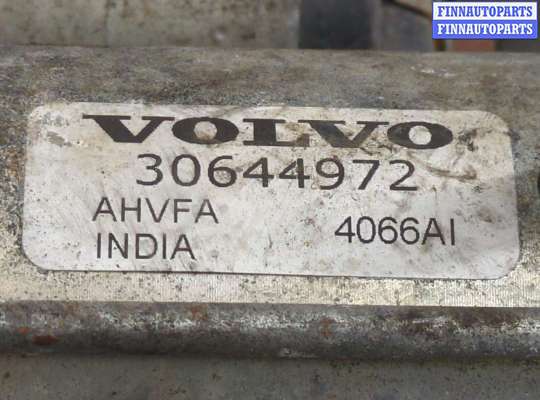 FINNAUTOPARTS
FINNAUTOPARTS
VOLVO
30644972
AHVFA
4066AI
INDIA